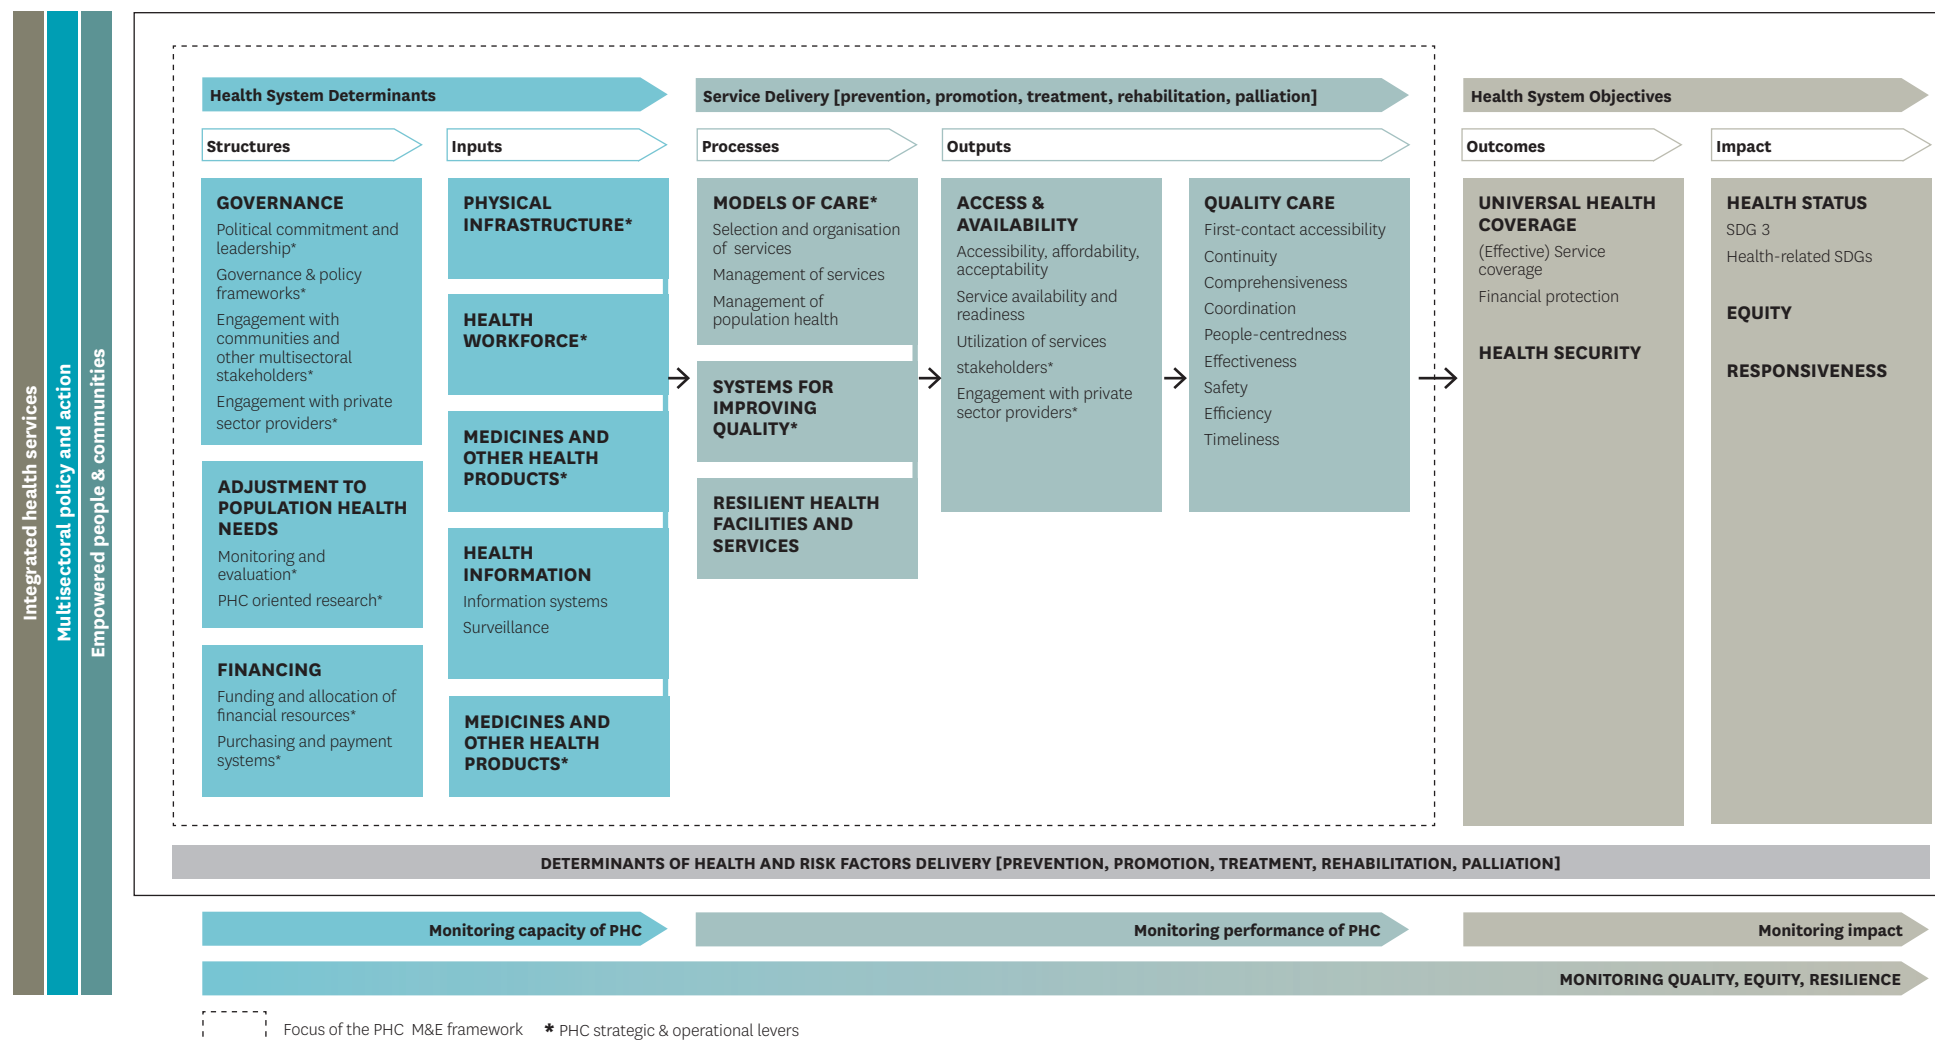 Integrated health services
Multisectoral policy and action
Empowered people & communities
Health System Determinants
Service Delivery [prevention, promotion, treatment, rehabilitation, palliation]
Health System Objectives
Structures
Inputs
Processes
Outputs
Outcomes
Impact
GOVERNANCE
Political commitment and
leadership*
Governance & policy
frameworks*
Engagement with
communities and
other multisectoral
stakeholders*
Engagement with private
sector providers*
ADJUSTMENT TO
POPULATION HEALTH
NEEDS
Monitoring and
evaluation*
PHC oriented research*
FINANCING
Funding and allocation of
financial resources*
Purchasing and payment
systems*
PHYSICAL
INFRASTRUCTURE*
HEALTH
WORKFORCE*
MEDICINES AND
OTHER HEALTH
PRODUCTS*
HEALTH
INFORMATION
Information systems
Surveillance
MEDICINES AND
OTHER HEALTH
PRODUCTS*
MODELS OF CARE*
Selection and organisation
of services
Management of services
Management of
population health
SYSTEMS FOR
IMPROVING
QUALITY*
RESILIENT HEALTH
FACILITIES AND
SERVICES
ACCESS &
AVAILABILITY
Accessibility, affordability,
acceptability
Service availability and
readiness
Utilization of services
stakeholders*
Engagement with private
sector providers*
QUALITY CARE
First-contact accessibility
Continuity
Comprehensiveness
Coordination
People-centredness
Effectiveness
Safety
Efficiency
Timeliness
UNIVERSAL HEALTH
COVERAGE
(Effective) Service
coverage
Financial protection
HEALTH SECURITY
HEALTH STATUS
SDG 3
Health-related SDGs
EQUITY
RESPONSIVENESS
DETERMINANTS OF HEALTH AND RISK FACTORS DELIVERY [PREVENTION, PROMOTION, TREATMENT, REHABILITATION, PALLIATION]
Monitoring capacity of PHC
Monitoring performance of PHC
Monitoring impact
MONITORING QUALITY, EQUITY, RESILIENCE
Focus of the PHC M&E framework
* PHC strategic & operational levers